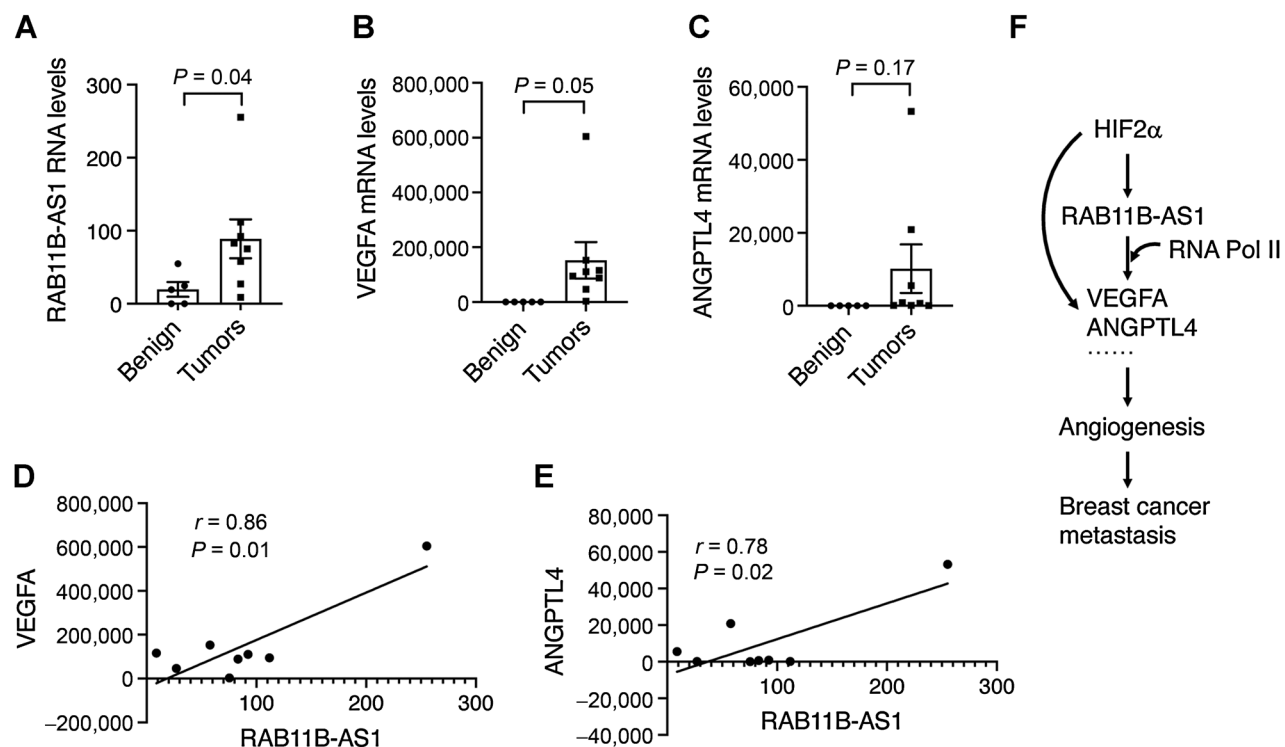 A
RAB11B-AS1 RNA levels
P = 0.04
300
200
100
0
Benign
Tumors
B
VEGFA mRNA levels
P = 0.05
800,000
600,000
400,000
200,000
0
Benign
Tumors
C
ANGPTL4 mRNA levels
P = 0.17
60,000
40,000
20,000
0
Benign
Tumors
F
HIF2α
RAB11B-AS1
RNA Pol II
VEGFA
ANGPTL4
......
Angiogenesis
Breast cancer
metastasis
D
VEGFA
800,000
600,000
400,000
200,000
0
−200,000
r = 0.86
P = 0.01
100
200
300
RAB11B-AS1
E
ANGPTL4
80,000
60,000
40,000
20,000
0
−20,000
−40,000
r = 0.78
P = 0.02
100
200
300
RAB11B-AS1